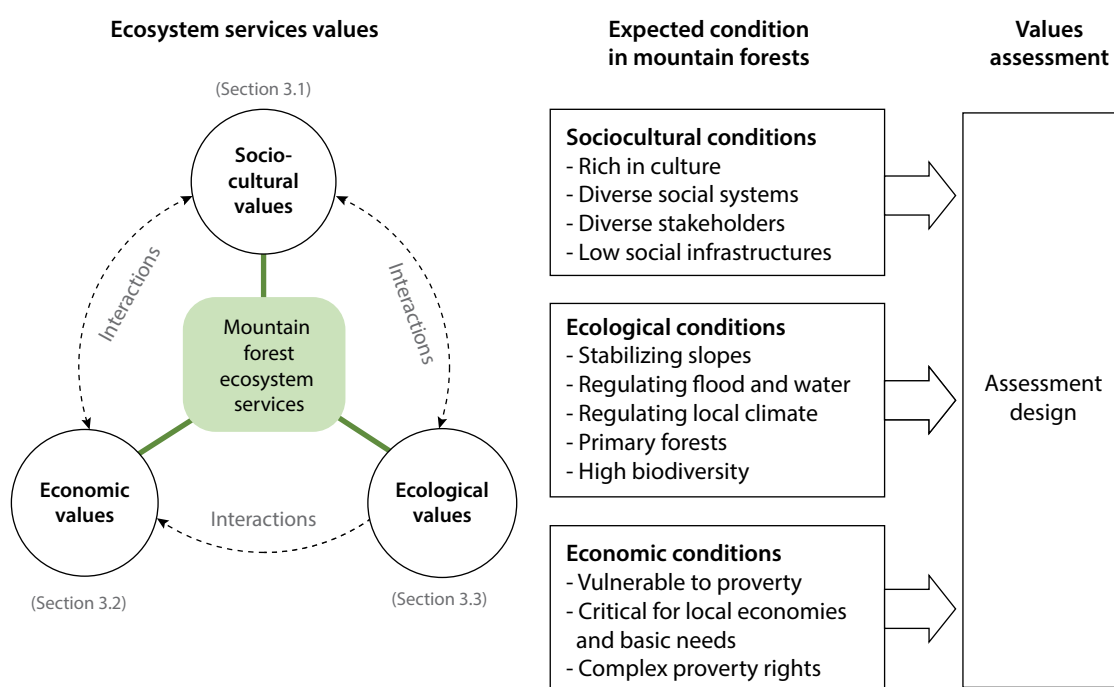 Ecosystem services values
(Section 3.1)
Socio-
cultural
values
Interactions
Interactions
Mountain
forest
ecosystem
services
Economic
values
Interactions
Ecological
values
(Section 3.2)
(Section 3.3)
Expected condition
in mountain forests
Sociocultural conditions
- Rich in culture
- Diverse social systems
- Diverse stakeholders
- Low social infrastructures
Ecological conditions
- Stabilizing slopes
- Regulating flood and water
- Regulating local climate
- Primary forests
- High biodiversity
Economic conditions
- Vulnerable to proverty
- Critical for local economies
and basic needs
- Complex proverty rights
Values
assessment
Assessment
design